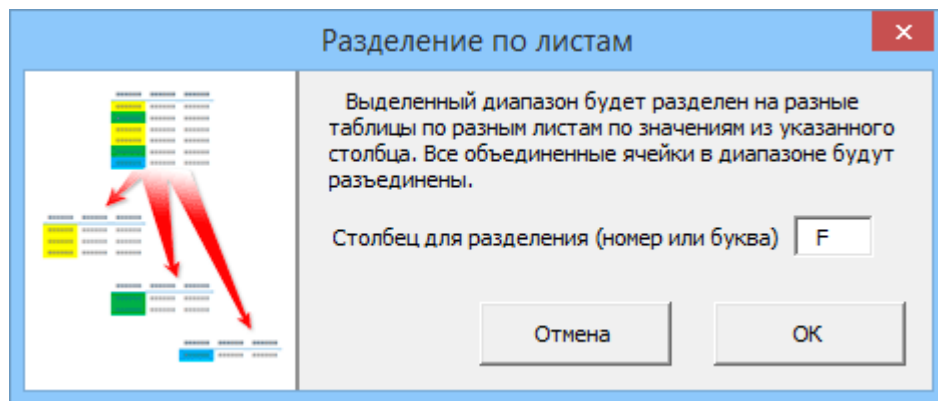 Разделение по листам
Выделенный диапазон будет разделен на разные
таблицы по разным листам по значениям из указанного
столбца. Все объединенные ячейки в диапазоне будут
разъединены.
Столбец для разделения (номер или буква) F
Отмена OK